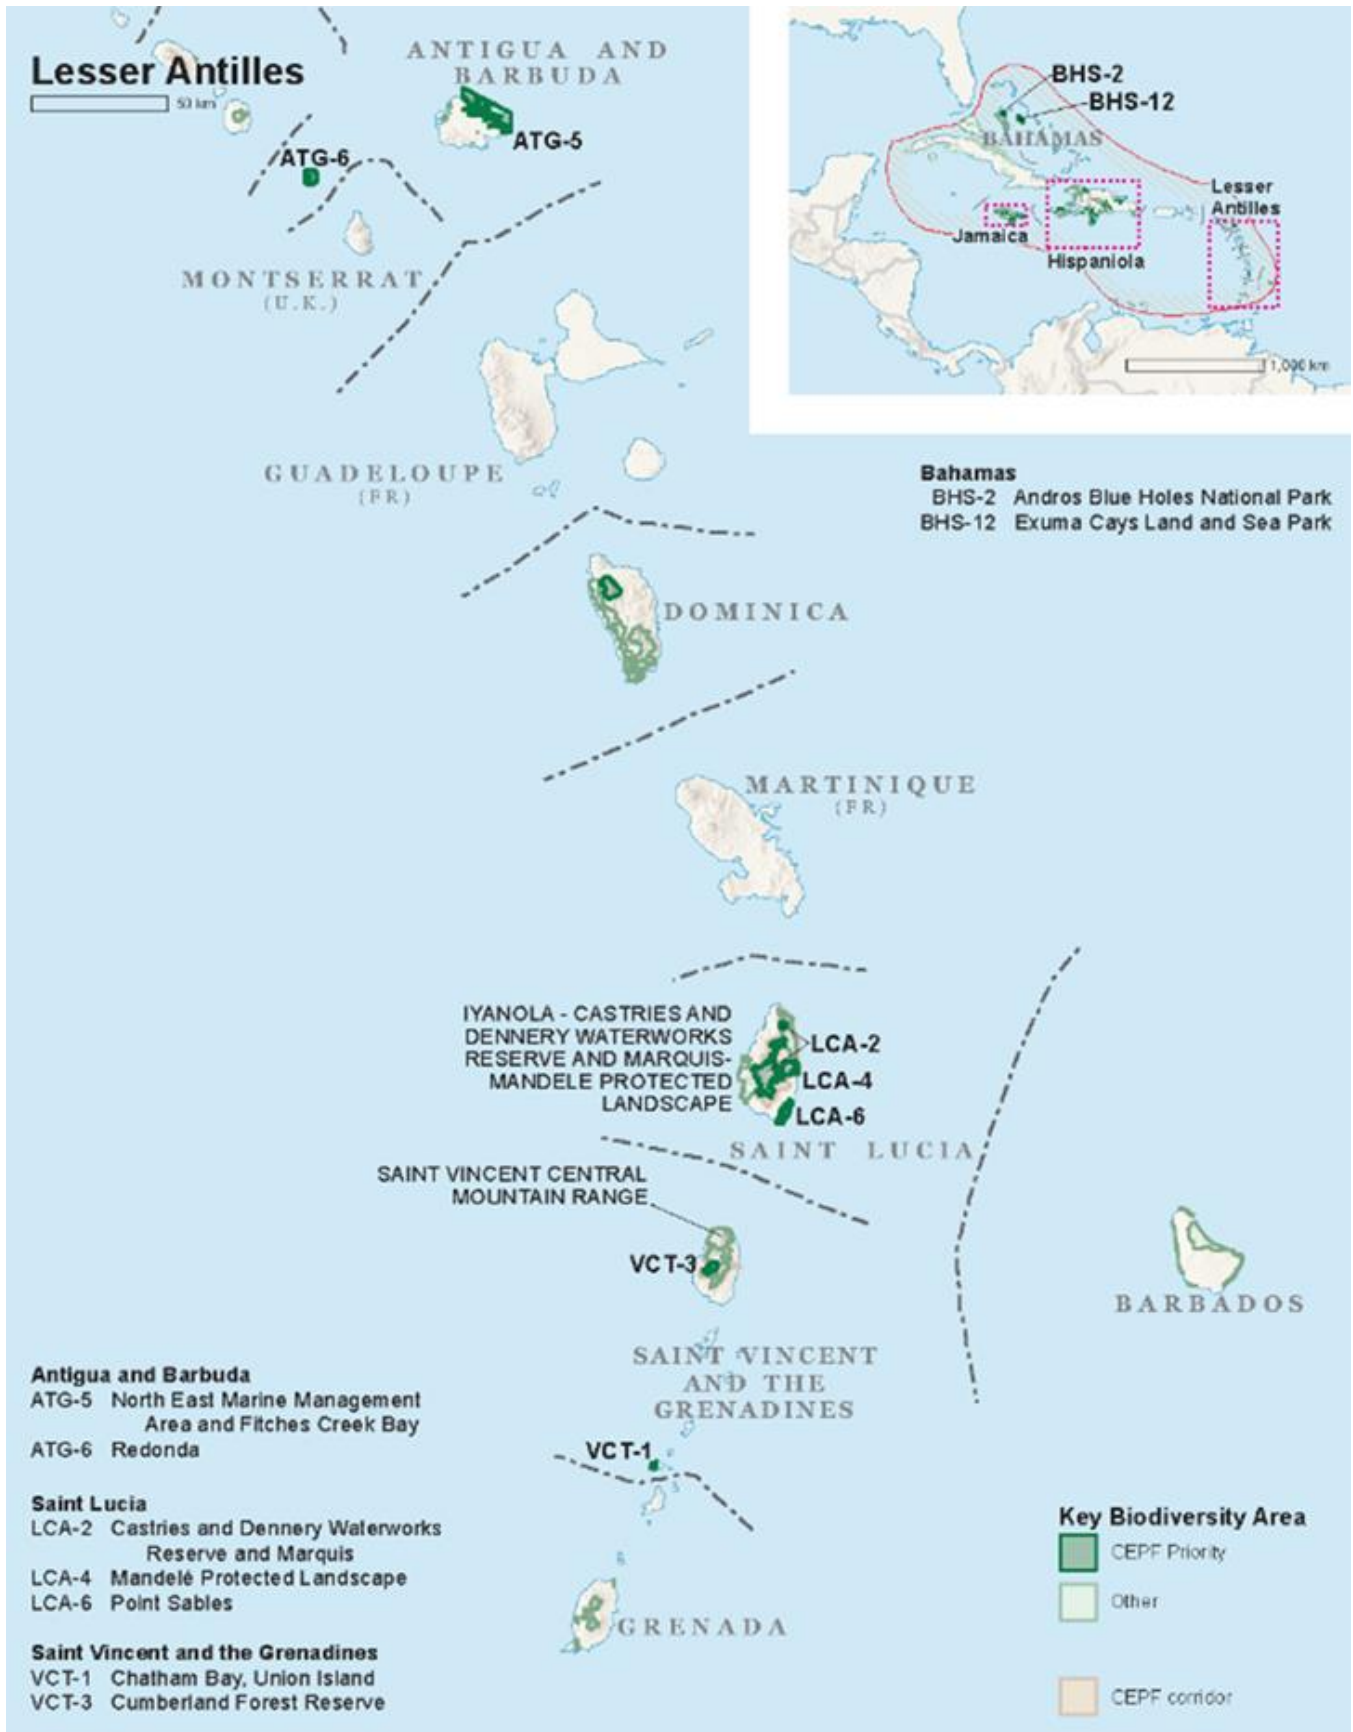 Lesser Antilles
50 km
ANTIGUA AND
BARBUDA
ATG-5
ATG-6
MONTSERRAT
(U.K.)
GUADELOUPE
(FR)
DOMINICA
MARTINIQUE
(FR)
IYANOLA - CASTRIES AND
DENNERY WATERWORKS
RESERVE AND MARQUIS-
MANDELE PROTECTED
LANDSCAPE
LCA-2
LCA-4
LCA-6
SAINT LUCIA
SAINT VINCENT CENTRAL
MOUNTAIN RANGE
VCT-3
BARBADOS
SAINT VINCENT
AND THE
GRENADINES
VCT-1
GRENADA
BHS-2
BHS-12
BAHAMAS
Lesser
Antilles
Jamaica
Hispaniola
1,000 km
Bahamas
BHS-2 Andros Blue Holes National Park
BHS-12 Exuma Cays Land and Sea Park
Antigua and Barbuda
ATG-5 North East Marine Management
Area and Fitches Creek Bay
ATG-6 Redonda
Saint Lucia
LCA-2 Castries and Dennery Waterworks
Reserve and Marquis
LCA-4 Mandelé Protected Landscape
LCA-6 Point Sables
Saint Vincent and the Grenadines
VCT-1 Chatham Bay, Union Island
VCT-3 Cumberland Forest Reserve
Key Biodiversity Area
CEPF Priority
Other
CEPF corridor